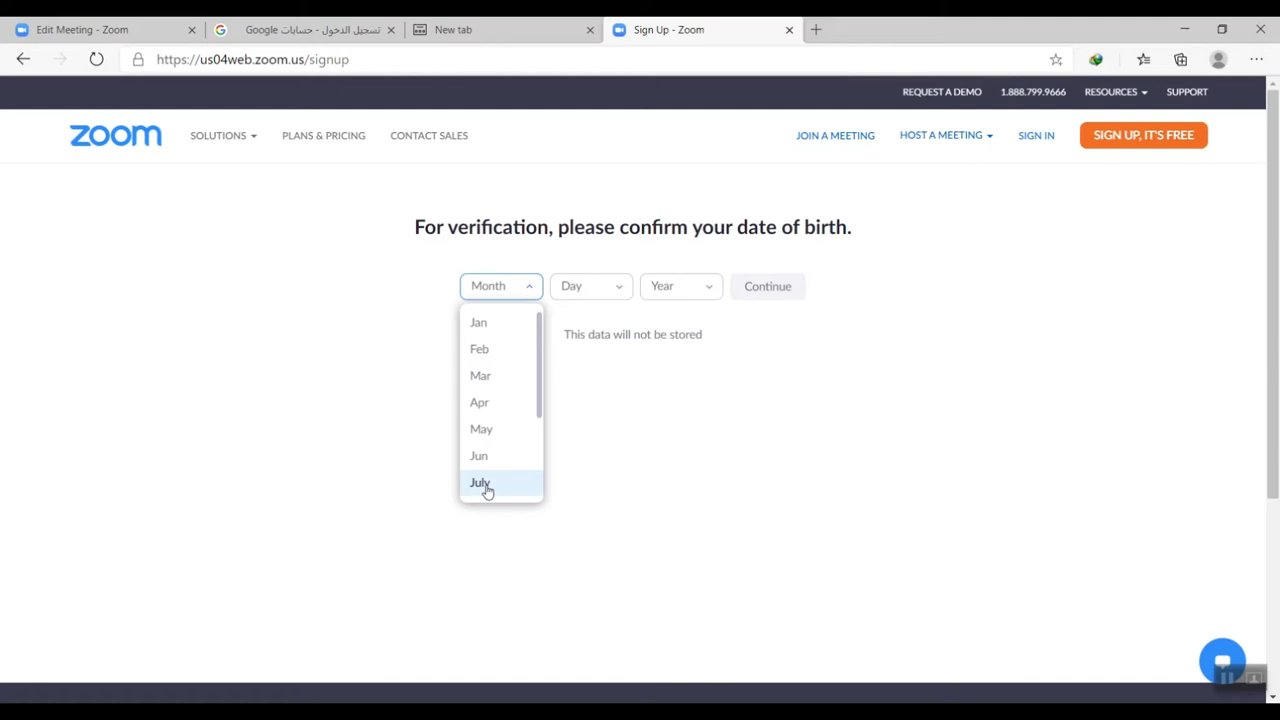 Edit Meeting - Zoom
تسجيل الدخول - حسابات Google
New tab
Sign Up - Zoom
https://us04web.zoom.us/signup
REQUEST A DEMO 1.888.799.9666 RESOURCES SUPPORT
zoom SOLUTIONS PLANS & PRICING CONTACT SALES JOIN A MEETING HOST A MEETING SIGN IN SIGN UP, IT'S FREE
For verification, please confirm your date of birth.
Month Day Year Continue
Jan
This data will not be stored
Feb
Mar
Apr
May
Jun
July